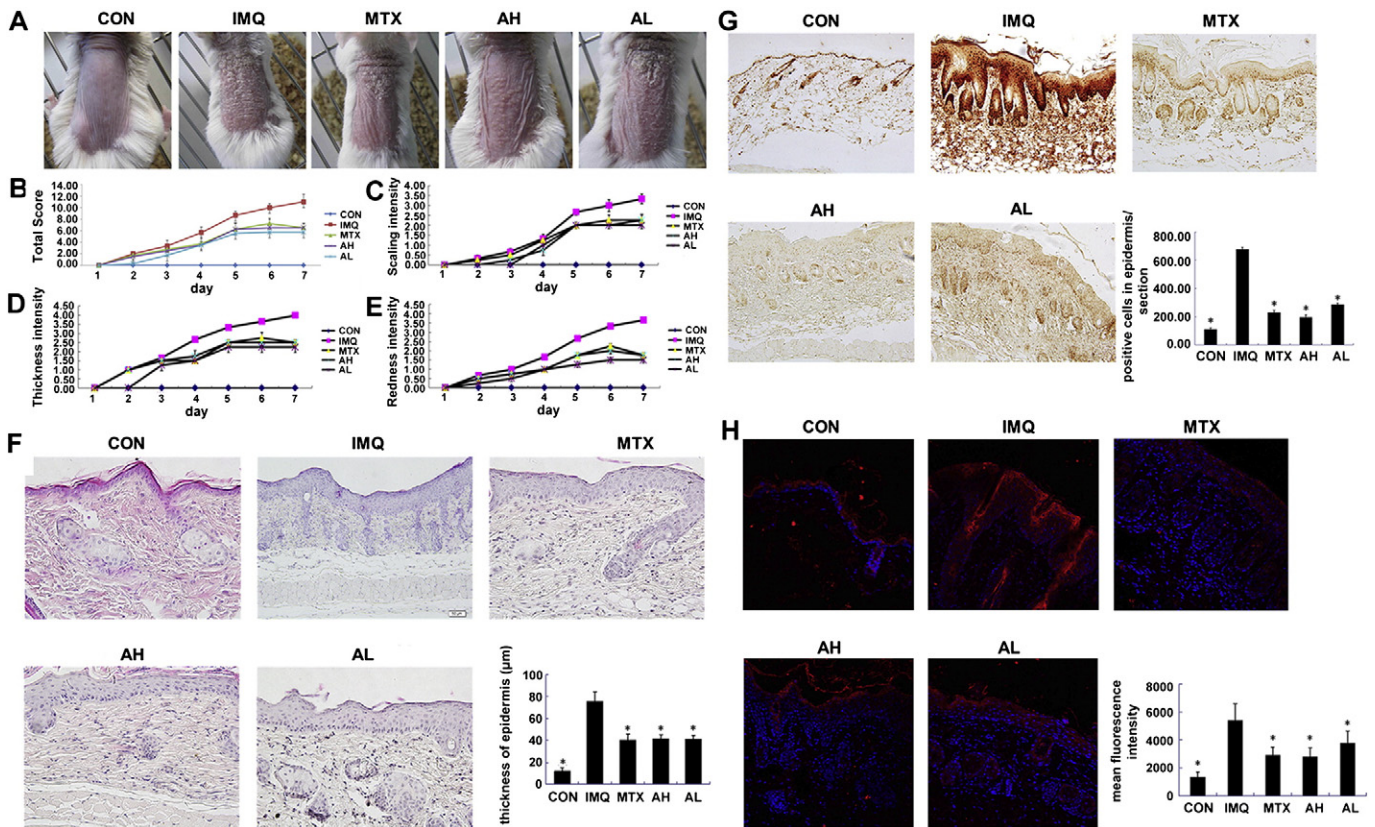 A
CON IMQ MTX AH AL
B
Total Score
14.00
12.00
10.00
8.00
6.00
4.00
2.00
0.00
1 2 3 4 5 6 7
day
CON
IMQ
MTX
AH
AL
C
Scaling intensity
4.00
3.50
3.00
2.50
2.00
1.50
1.00
0.50
0.00
1 2 3 4 5 6 7
day
CON
IMQ
MTX
AH
AL
D
Thickness intensity
4.50
4.00
3.50
3.00
2.50
2.00
1.50
1.00
0.50
0.00
1 2 3 4 5 6 7
day
CON
IMQ
MTX
AH
AL
E
Redness intensity
4.00
3.50
3.00
2.50
2.00
1.50
1.00
0.50
0.00
1 2 3 4 5 6 7
day
CON
IMQ
MTX
AH
AL
F
CON IMQ MTX
AH AL
thickness of epidermis (μm)
100
80
60
40
20
0
* * * *
CON IMQ MTX AH AL
G
CON IMQ MTX
AH AL
positive cells in epidermis/
section
800.00
600.00
400.00
200.00
0.00
* * * *
CON IMQ MTX AH AL
H
CON IMQ MTX
AH AL
mean fluorescence
intensity
8000
6000
4000
2000
0
* * * *
CON IMQ MTX AH AL